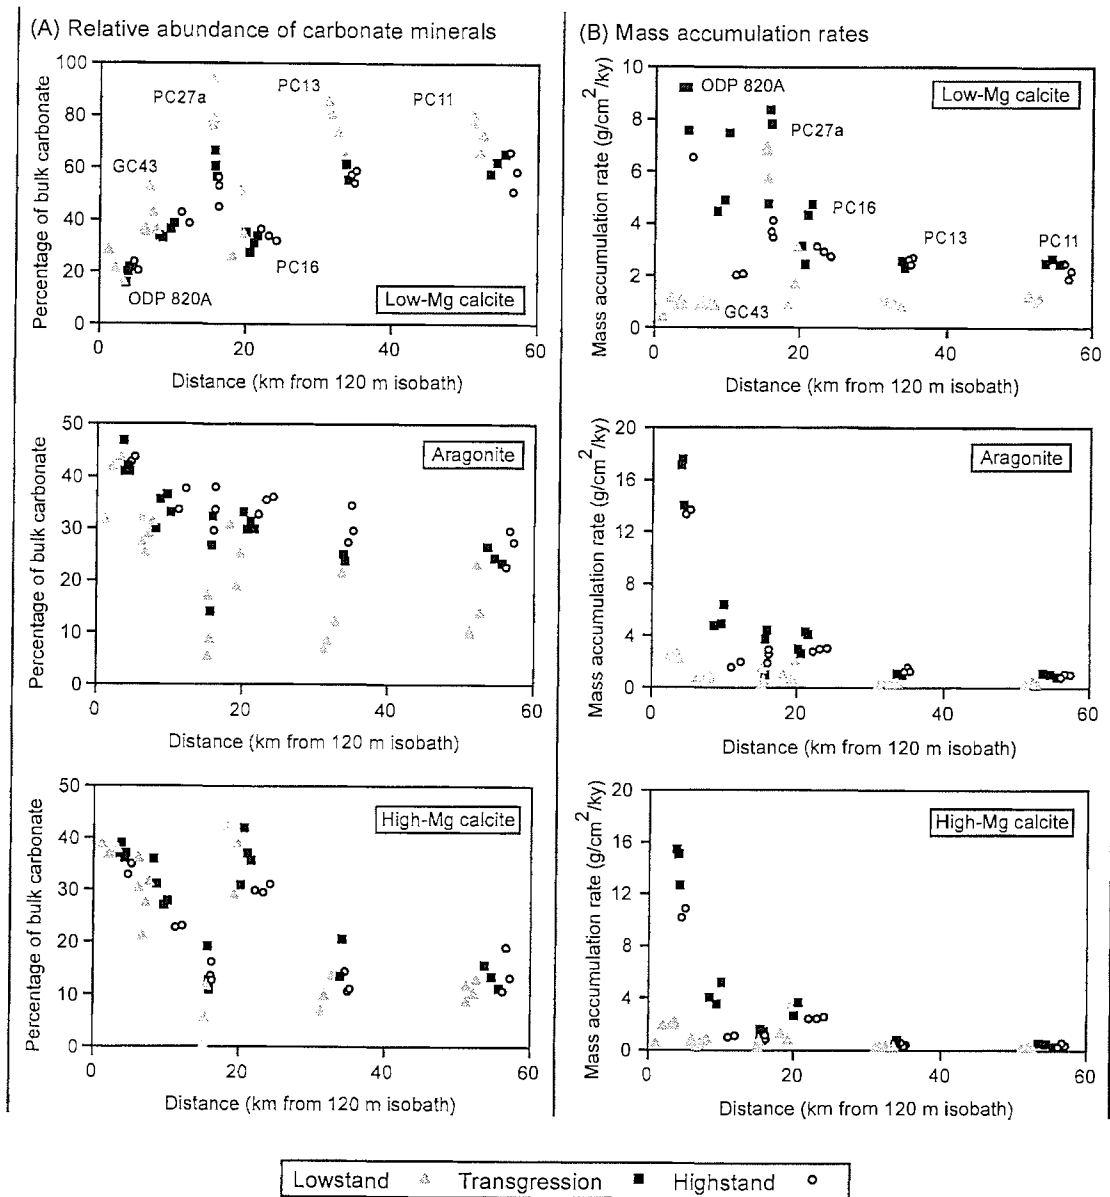 (A) Relative abundance of carbonate minerals
Percentage of bulk carbonate
100
80
60
40
20
0
PC27a
PC13
PC11
GC43
PC16
ODP 820A
Low-Mg calcite
0 20 40 60
Distance (km from 120 m isobath)
Percentage of bulk carbonate
50
40
30
20
10
0
Aragonite
0 20 40 60
Distance (km from 120 m isobath)
Percentage of bulk carbonate
50
40
30
20
10
0
High-Mg calcite
0 20 40 60
Distance (km from 120 m isobath)
(B) Mass accumulation rates
Mass accumulation rate (g/cm²/ky)
10
8
6
4
2
0
ODP 820A
Low-Mg calcite
PC27a
PC16
PC13
PC11
GC43
0 20 40 60
Distance (km from 120 m isobath)
Mass accumulation rate (g/cm²/ky)
20
16
12
8
4
0
Aragonite
0 20 40 60
Distance (km from 120 m isobath)
Mass accumulation rate (g/cm²/ky)
20
16
12
8
4
0
High-Mg calcite
0 20 40 60
Distance (km from 120 m isobath)
Lowstand Transgression Highstand